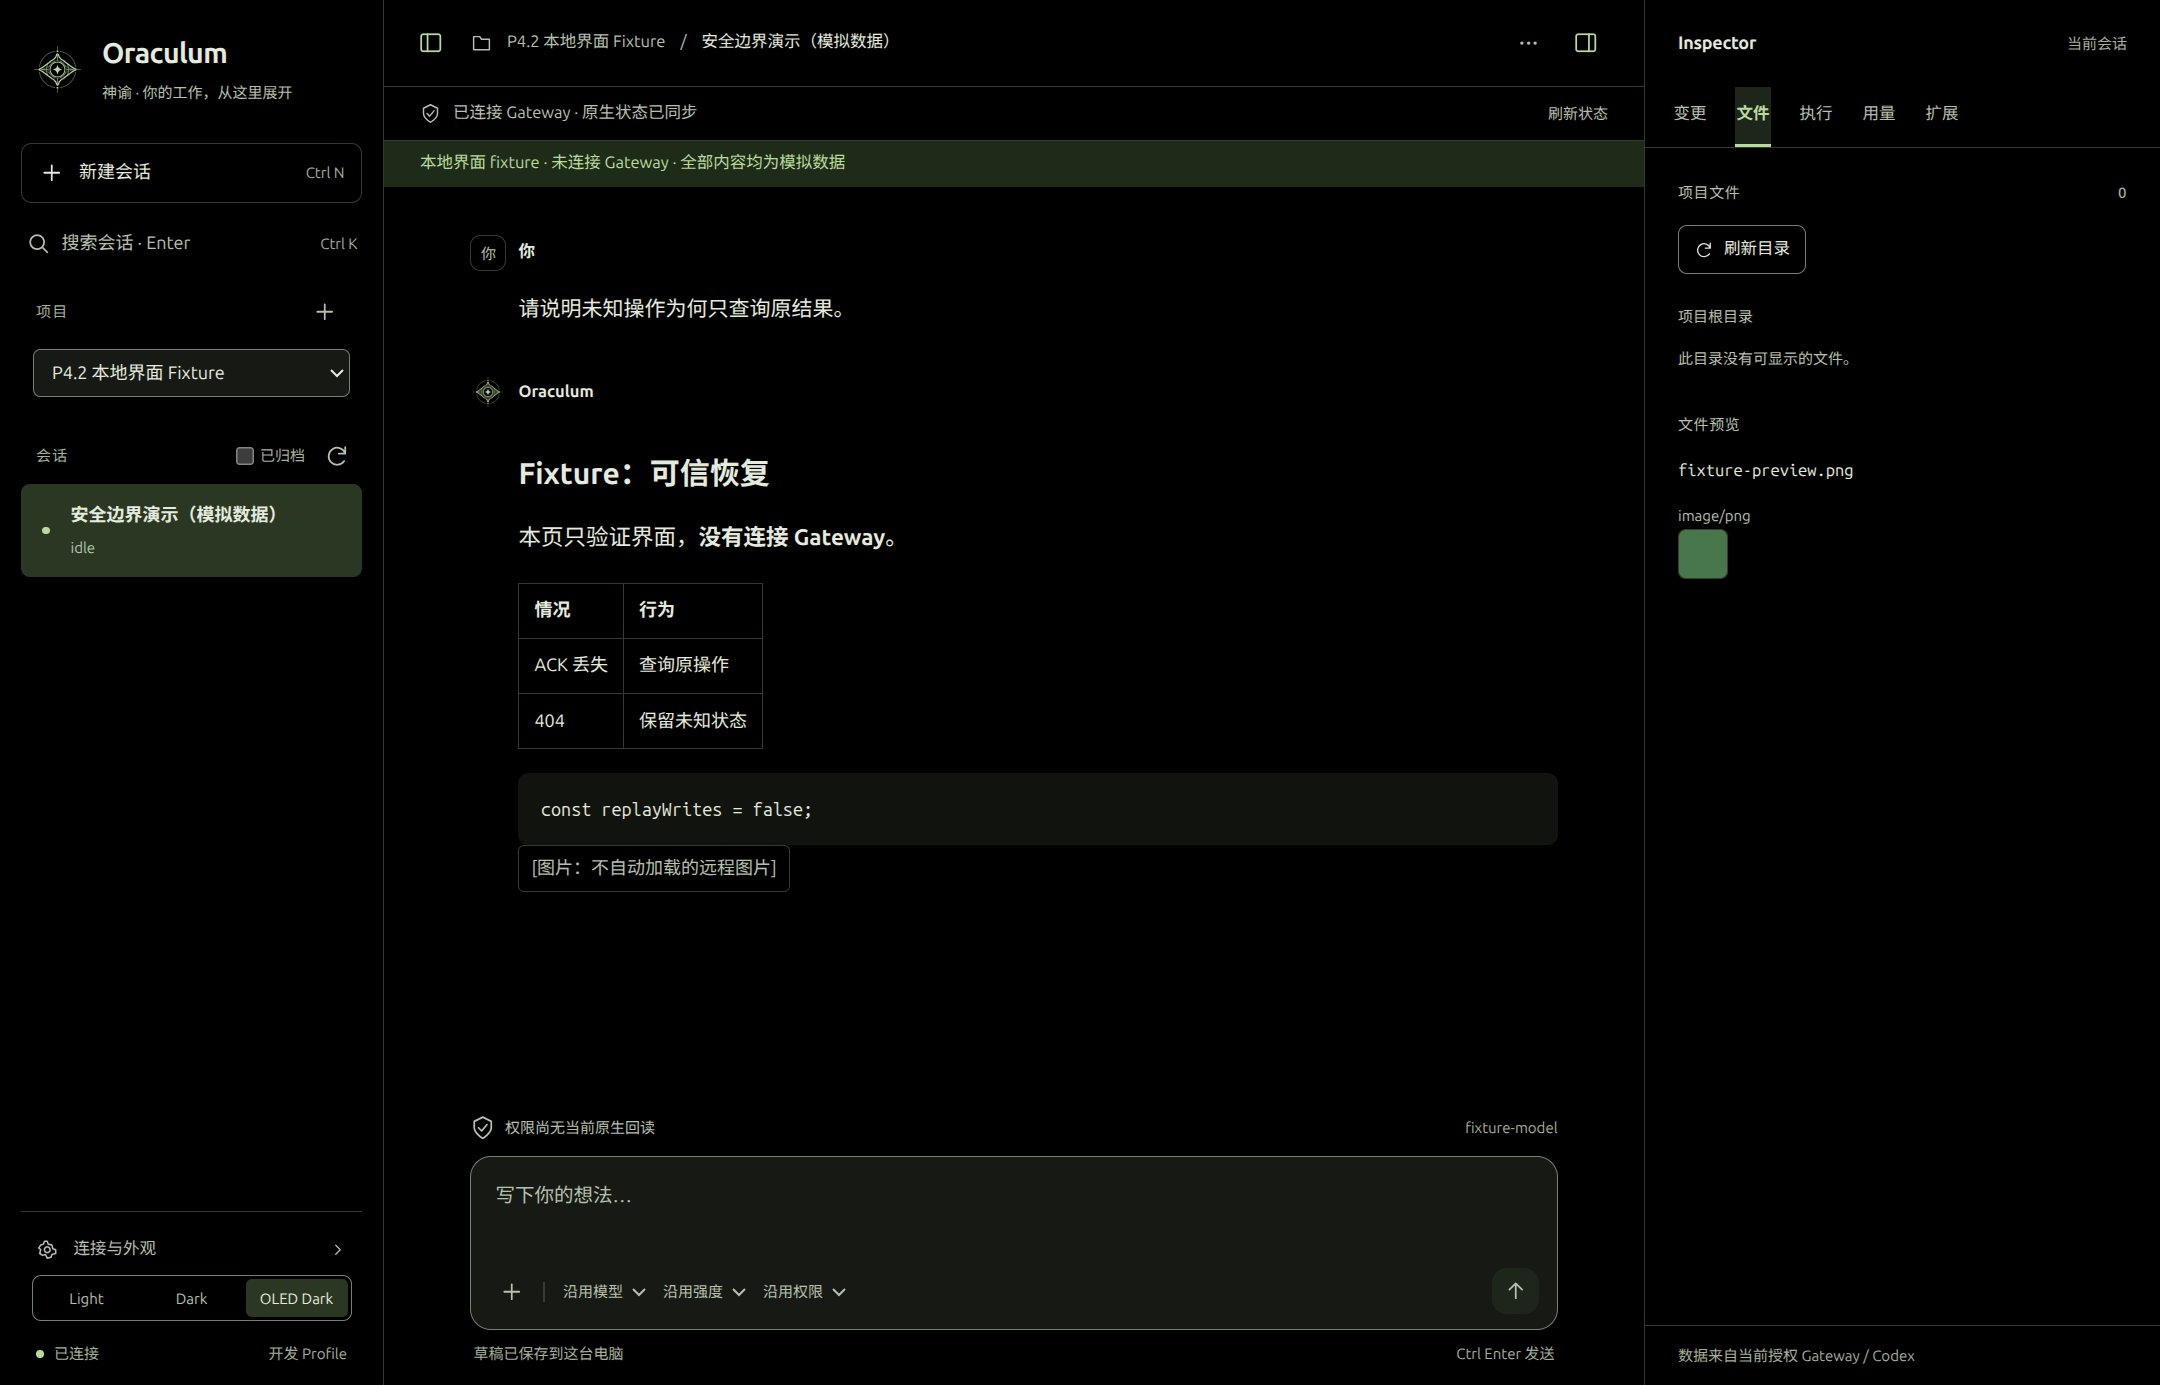 Oraculum
神谕 · 你的工作，从这里展开
新建会话 Ctrl N
搜索会话 · Enter Ctrl K
项目
P4.2 本地界面 Fixture
会话 已归档
安全边界演示（模拟数据）
idle
连接与外观
Light Dark OLED Dark
已连接 开发 Profile
P4.2 本地界面 Fixture / 安全边界演示（模拟数据）
已连接 Gateway · 原生状态已同步 刷新状态
本地界面 fixture · 未连接 Gateway · 全部内容均为模拟数据
你 你
请说明未知操作为何只查询原结果。
Oraculum
Fixture：可信恢复
本页只验证界面，没有连接 Gateway。
情况 行为
ACK 丢失 查询原操作
404 保留未知状态
const replayWrites = false;
[图片：不自动加载的远程图片]
权限尚无当前原生回读 fixture-model
写下你的想法…
沿用模型 沿用强度 沿用权限
草稿已保存到这台电脑 Ctrl Enter 发送
Inspector 当前会话
变更 文件 执行 用量 扩展
项目文件 0
刷新目录
项目根目录
此目录没有可显示的文件。
文件预览
fixture-preview.png
image/png
数据来自当前授权 Gateway / Codex